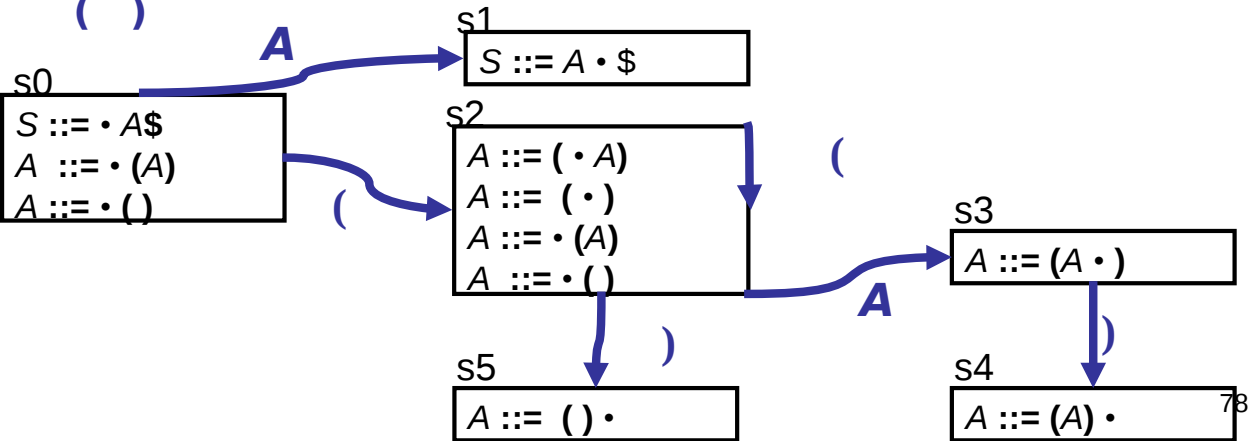 ( )
A
s1
S ::= A • $
s0
S ::= • A$
A ::= • (A)
A ::= • ( )
(
s2
A ::= ( • A)
A ::= ( • )
A ::= • (A)
A ::= • ( )
(
A
s3
A ::= (A • )
)
)
s5
A ::= ( ) •
s4
A ::= (A) •
78